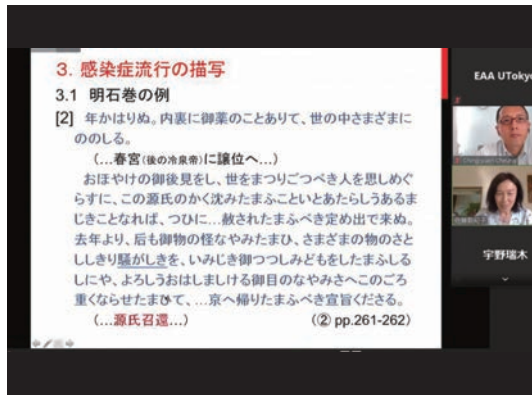 3. 感染症流行の描写
3.1 明石巻の例
[2] 年かはりぬ。内裏に御薬のことありて、世の中さまざまに
ののしる。
(…春宮(後の冷泉帝)に譲位へ…)
おほやけの御後見をし、世をまつりごつべき人を思しめぐ
らすに、この源氏のかく沈みたまふこといとあたらしうあるま
じきことなれば、つひに…赦されたまふべき定め出で来ぬ。
去年より、后も御物の怪なやみたまひ、さまざまの物のさと
ししきり騒がしきを、いみじき御つつしみどもをしたまふしる
しにや、よろしうおはしましける御目のなやみさへこのごろ
重くならせたまひて、…京へ帰りたまふべき宣旨くださる。
(…源氏召還…) (② pp.261-262)
EAA UTokyo
宇野瑞木